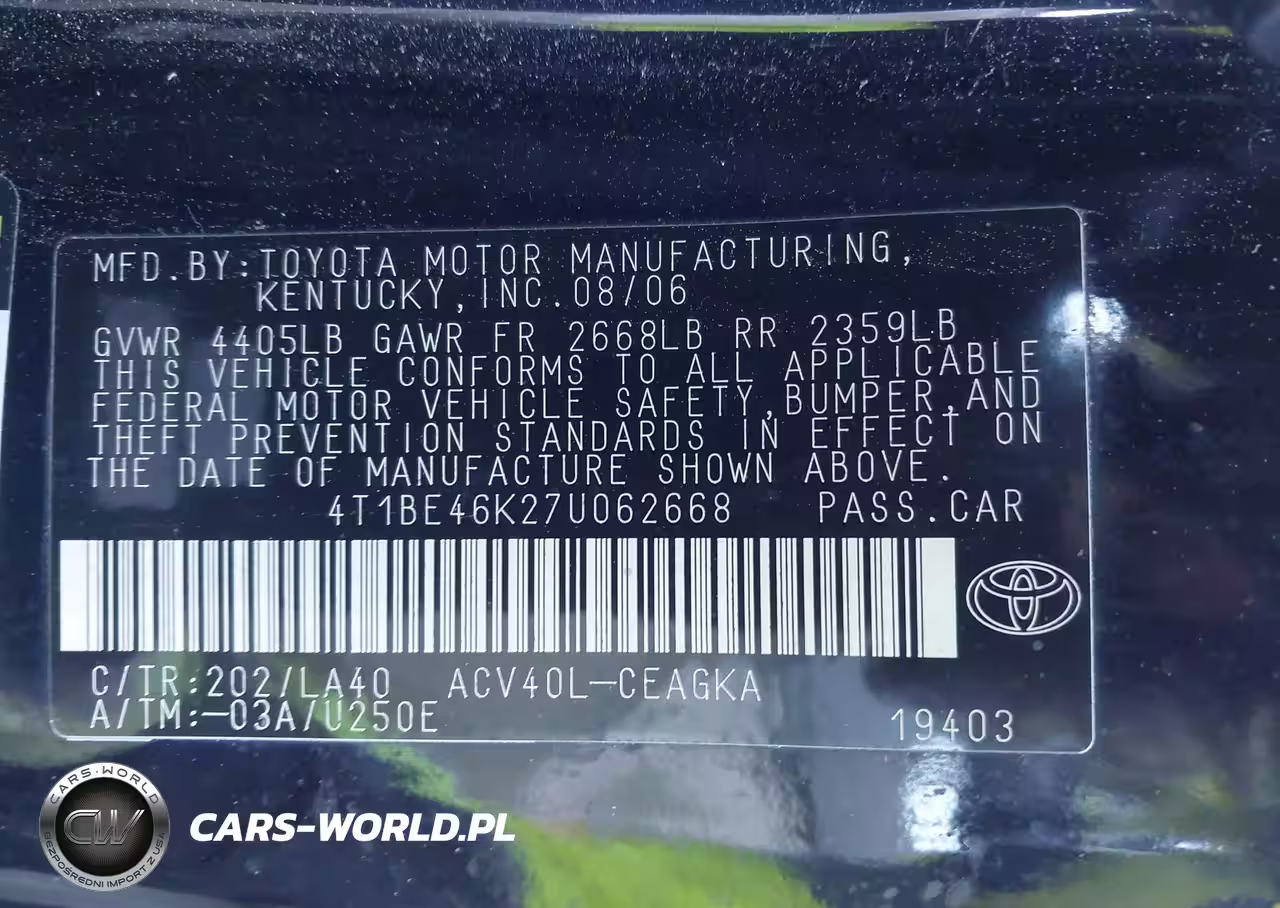 MFD.BY:TOYOTA MOTOR MANUFACTURING,
KENTUCKY,INC.08/06
GVWR 4405LB GAWR FR 2668LB RR 2359LB
THIS VEHICLE CONFORMS TO ALL APPLICABLE
FEDERAL MOTOR VEHICLE SAFETY,BUMPER,AND
THEFT PREVENTION STANDARDS IN EFFECT ON
THE DATE OF MANUFACTURE SHOWN ABOVE.
4T1BE46K27U062668 PASS.CAR
C/TR:202/LA40 ACV40L-CEAGKA
A/TM:-03A/U250E
19403
CARS-WORLD
CW
BEZPOŚREDNI IMPORT Z USA
CARS-WORLD.PL